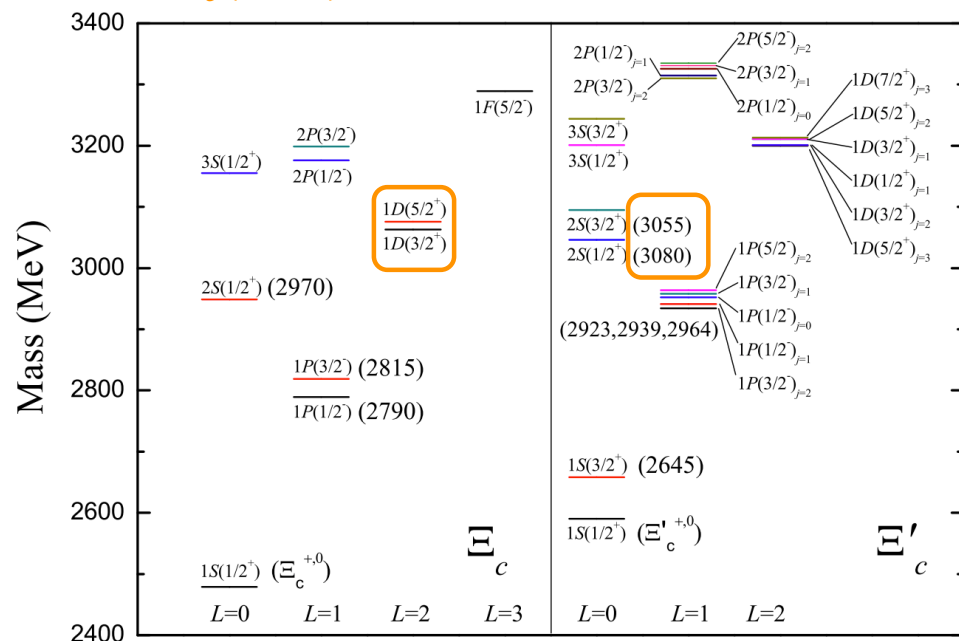 3400
3200
3000
2800
2600
2400
Mass (MeV)
1F(5/2⁻)
2P(3/2⁻)
3S(1/2⁺)
2P(1/2⁻)
1D(5/2⁺)
1D(3/2⁺)
2S(1/2⁺) (2970)
1P(3/2⁻) (2815)
1P(1/2⁻) (2790)
1S(1/2⁺) (Ξc⁺,⁰)
Ξc
L=0 L=1 L=2 L=3
2P(1/2⁻)j=1
2P(3/2⁻)j=2
2P(5/2⁻)j=2
2P(3/2⁻)j=1
2P(1/2⁻)j=0
3S(3/2⁺)
3S(1/2⁺)
1D(7/2⁺)j=3
1D(5/2⁺)j=2
1D(3/2⁺)j=1
1D(1/2⁺)j=1
1D(3/2⁺)j=2
1D(5/2⁺)j=3
2S(3/2⁺) (3055)
2S(1/2⁺) (3080)
1P(5/2⁻)j=2
1P(3/2⁻)j=1
1P(1/2⁻)j=0
1P(1/2⁻)j=1
1P(3/2⁻)j=2
(2923,2939,2964)
1S(3/2⁺) (2645)
1S(1/2⁺) (Ξ'c⁺,⁰)
Ξ'c
L=0 L=1 L=2